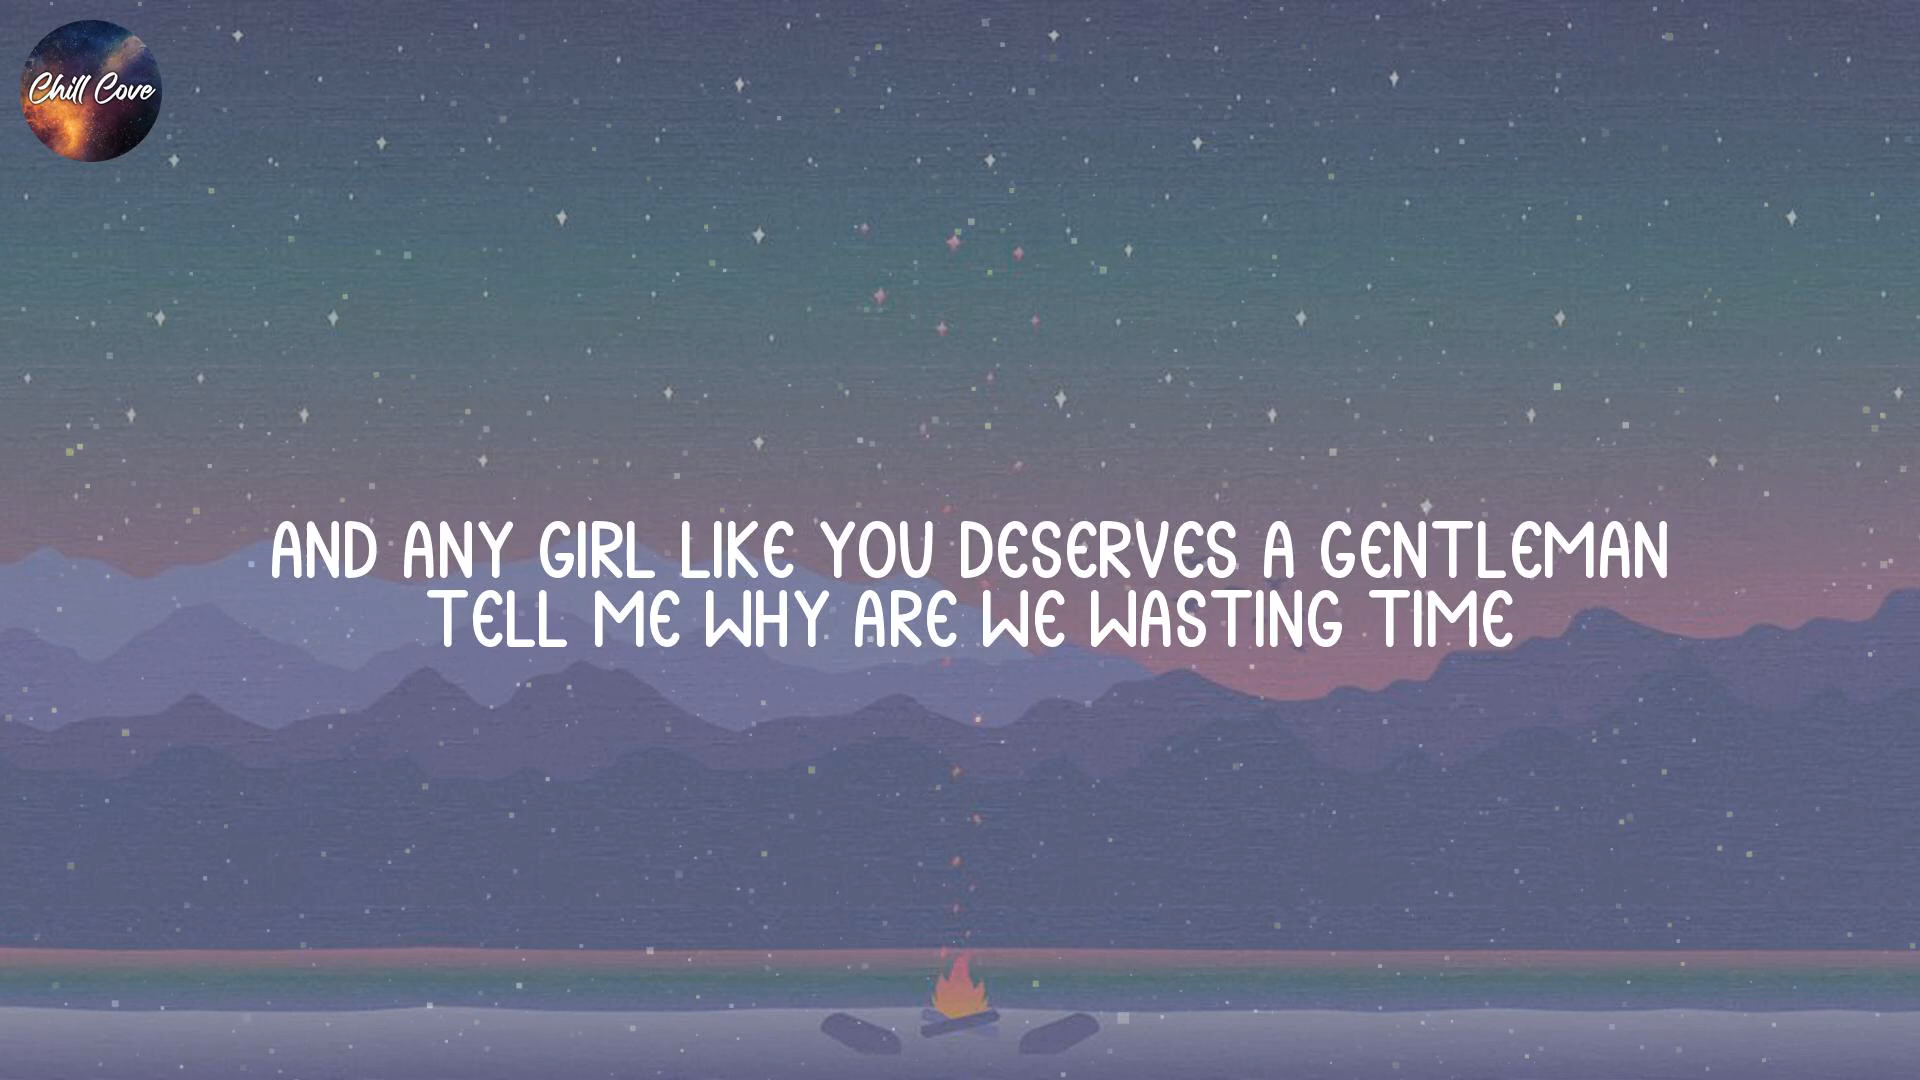 Chill Cove
AND ANY GIRL LIKE YOU DESERVES A GENTLEMAN
TELL ME WHY ARE WE WASTING TIME